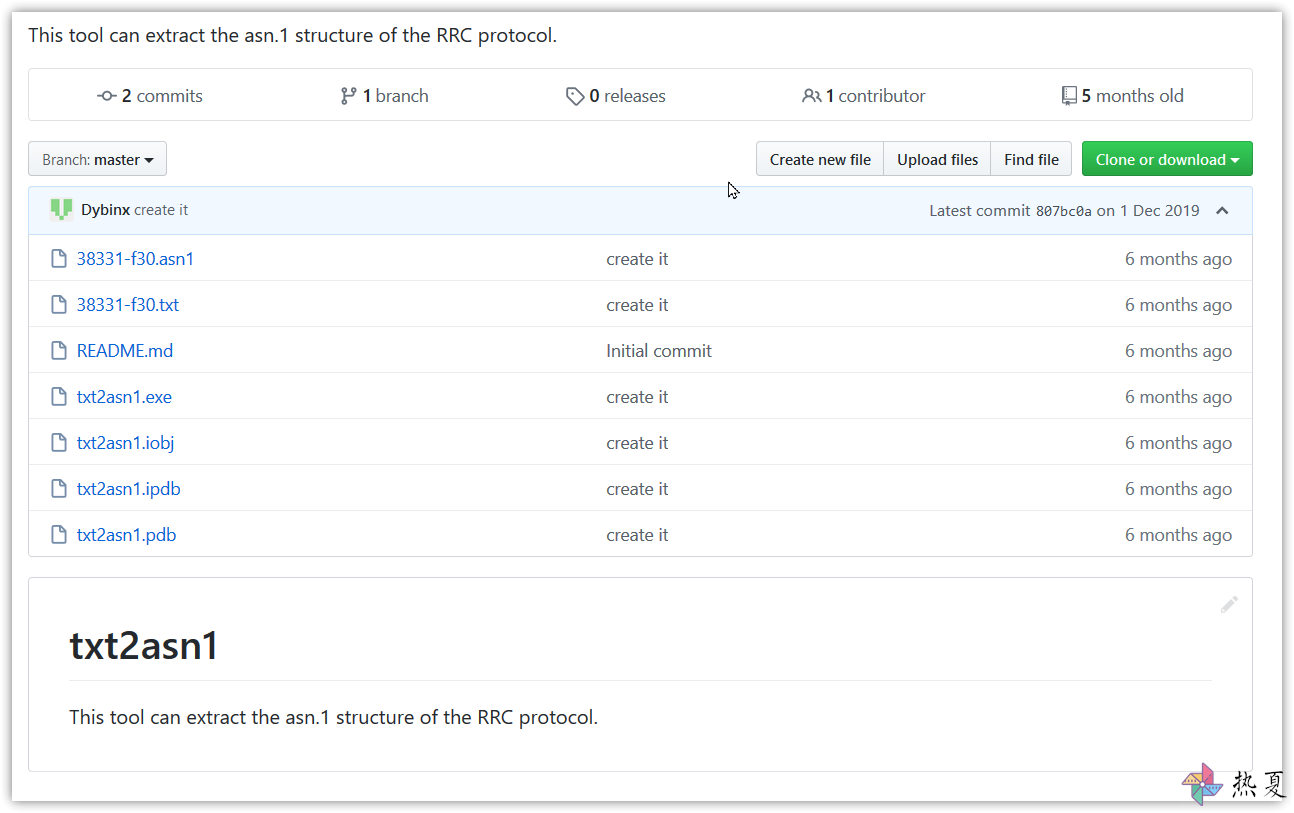 This tool can extract the asn.1 structure of the RRC protocol.
2 commits 1 branch 0 releases 1 contributor 5 months old
Branch: master Create new file Upload files Find file Clone or download
Dybinx create it Latest commit 807bc0a on 1 Dec 2019
38331-f30.asn1 create it 6 months ago
38331-f30.txt create it 6 months ago
README.md Initial commit 6 months ago
txt2asn1.exe create it 6 months ago
txt2asn1.iobj create it 6 months ago
txt2asn1.ipdb create it 6 months ago
txt2asn1.pdb create it 6 months ago
txt2asn1
This tool can extract the asn.1 structure of the RRC protocol.
热夏